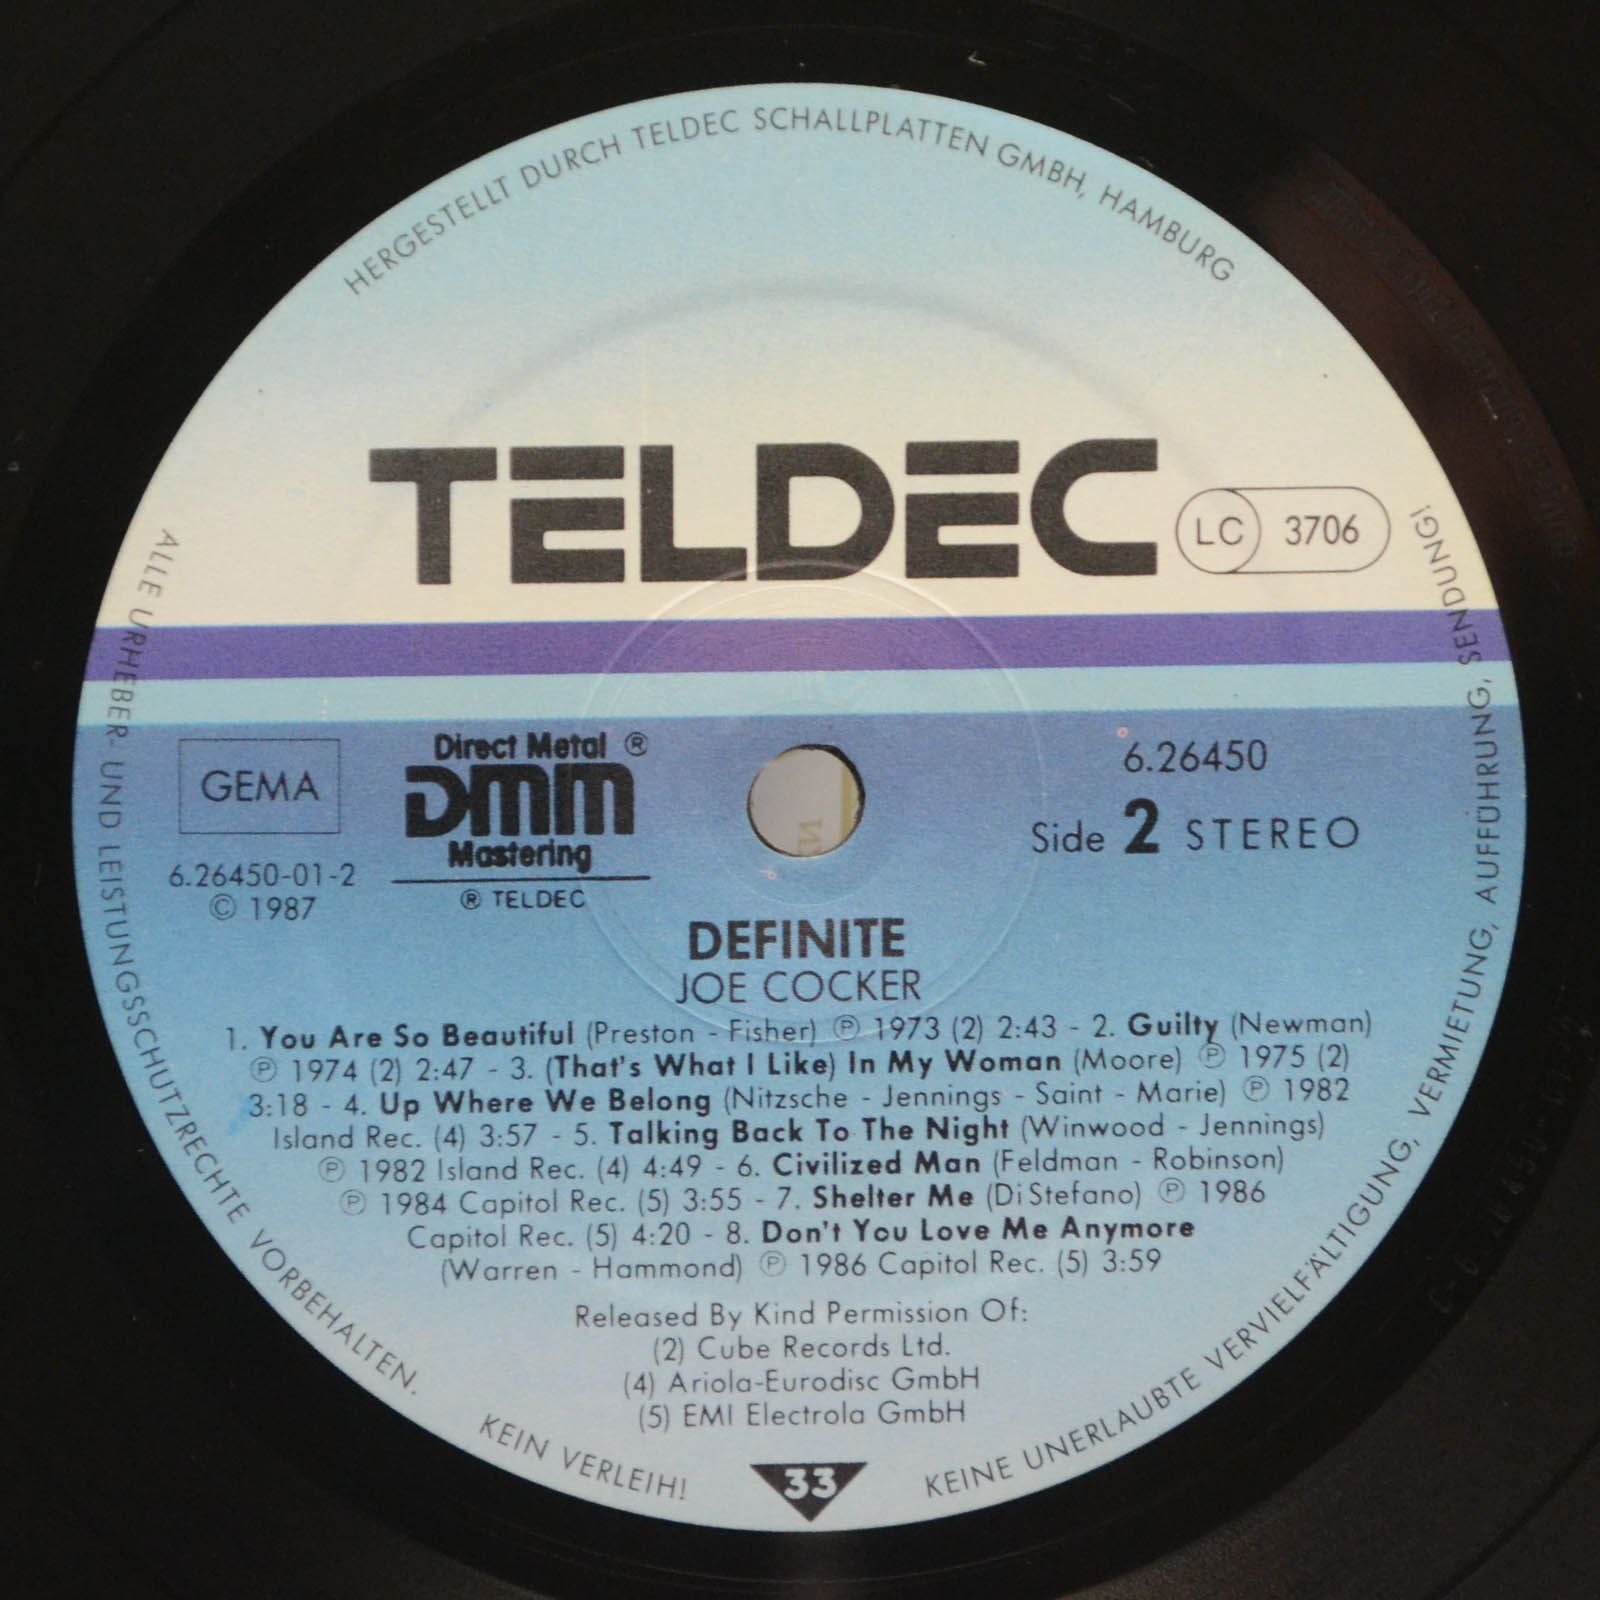 HERGESTELLT DURCH TELDEC SCHALLPLATTEN GMBH, HAMBURG
TELDEC
LC 3706
GEMA
6.26450-01-2
© 1987
Direct Metal ®
DMM
Mastering
® TELDEC
6.26450
Side 2 STEREO
DEFINITE
JOE COCKER
1. You Are So Beautiful (Preston - Fisher) ℗ 1973 (2) 2:43 - 2. Guilty (Newman)
℗ 1974 (2) 2:47 - 3. (That's What I Like) In My Woman (Moore) ℗ 1975 (2)
3:18 - 4. Up Where We Belong (Nitzsche - Jennings - Saint - Marie) ℗ 1982
Island Rec. (4) 3:57 - 5. Talking Back To The Night (Winwood - Jennings)
℗ 1982 Island Rec. (4) 4:49 - 6. Civilized Man (Feldman - Robinson)
℗ 1984 Capitol Rec. (5) 3:55 - 7. Shelter Me (Di Stefano) ℗ 1986
Capitol Rec. (5) 4:20 - 8. Don't You Love Me Anymore
(Warren - Hammond) ℗ 1986 Capitol Rec. (5) 3:59
Released By Kind Permission Of:
(2) Cube Records Ltd.
(4) Ariola-Eurodisc GmbH
(5) EMI Electrola GmbH
33
ALLE URHEBER- UND LEISTUNGSSCHUTZRECHTE VORBEHALTEN.
KEIN VERLEIH!
KEINE UNERLAUBTE VERVIELFÄLTIGUNG, VERMIETUNG, AUFFÜHRUNG, SENDUNG!